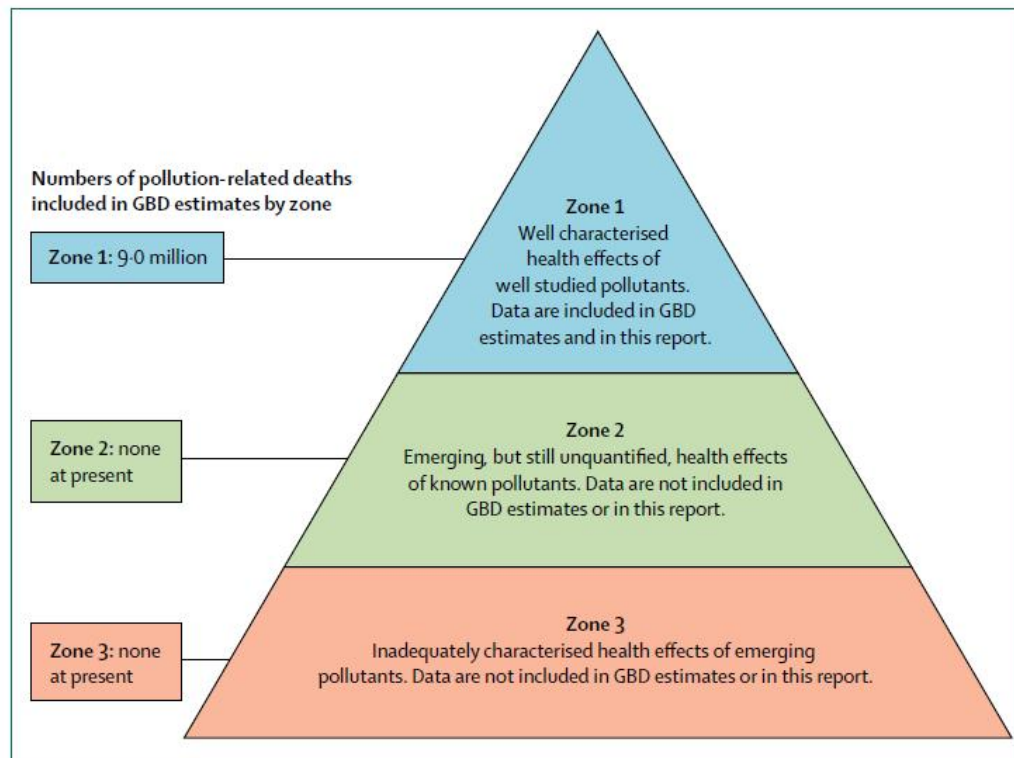 Numbers of pollution-related deaths
included in GBD estimates by zone
Zone 1: 9·0 million
Zone 1
Well characterised
health effects of
well studied pollutants.
Data are included in GBD
estimates and in this report.
Zone 2: none
at present
Zone 2
Emerging, but still unquantified, health effects
of known pollutants. Data are not included in
GBD estimates or in this report.
Zone 3: none
at present
Zone 3
Inadequately characterised health effects of emerging
pollutants. Data are not included in GBD estimates or in this report.